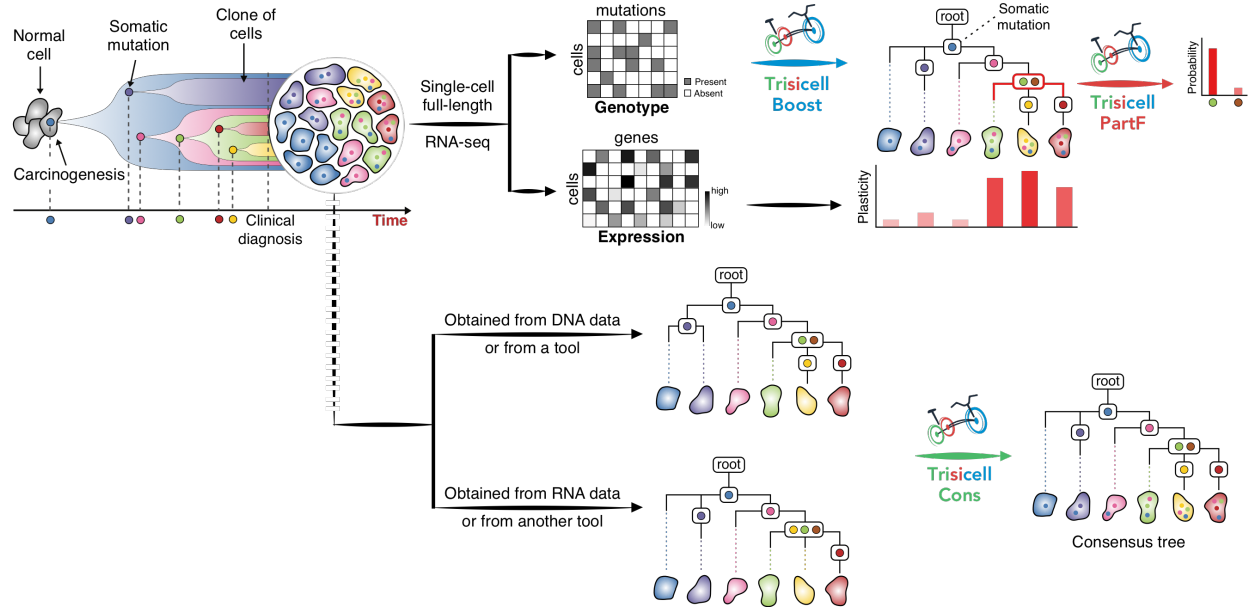 Normal
cell
Somatic
mutation
Clone of
cells
Carcinogenesis
Clinical
diagnosis
Time
Single-cell
full-length
RNA-seq
mutations
cells
Present
Absent
Genotype
genes
cells
high
low
Expression
Trisicell
Boost
root
Somatic
mutation
Trisicell
PartF
Probability
Plasticity
Obtained from DNA data
or from a tool
root
Obtained from RNA data
or from another tool
root
Trisicell
Cons
root
Consensus tree